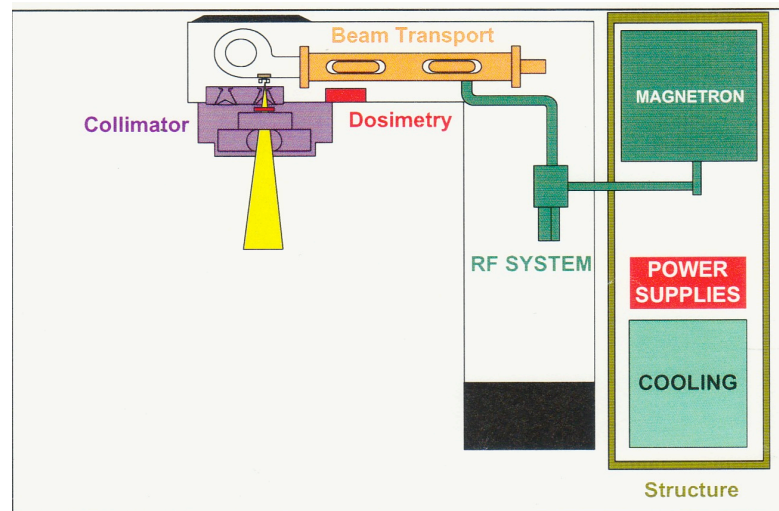 Beam Transport
MAGNETRON
Collimator
Dosimetry
RF SYSTEM
POWER
SUPPLIES
COOLING
Structure